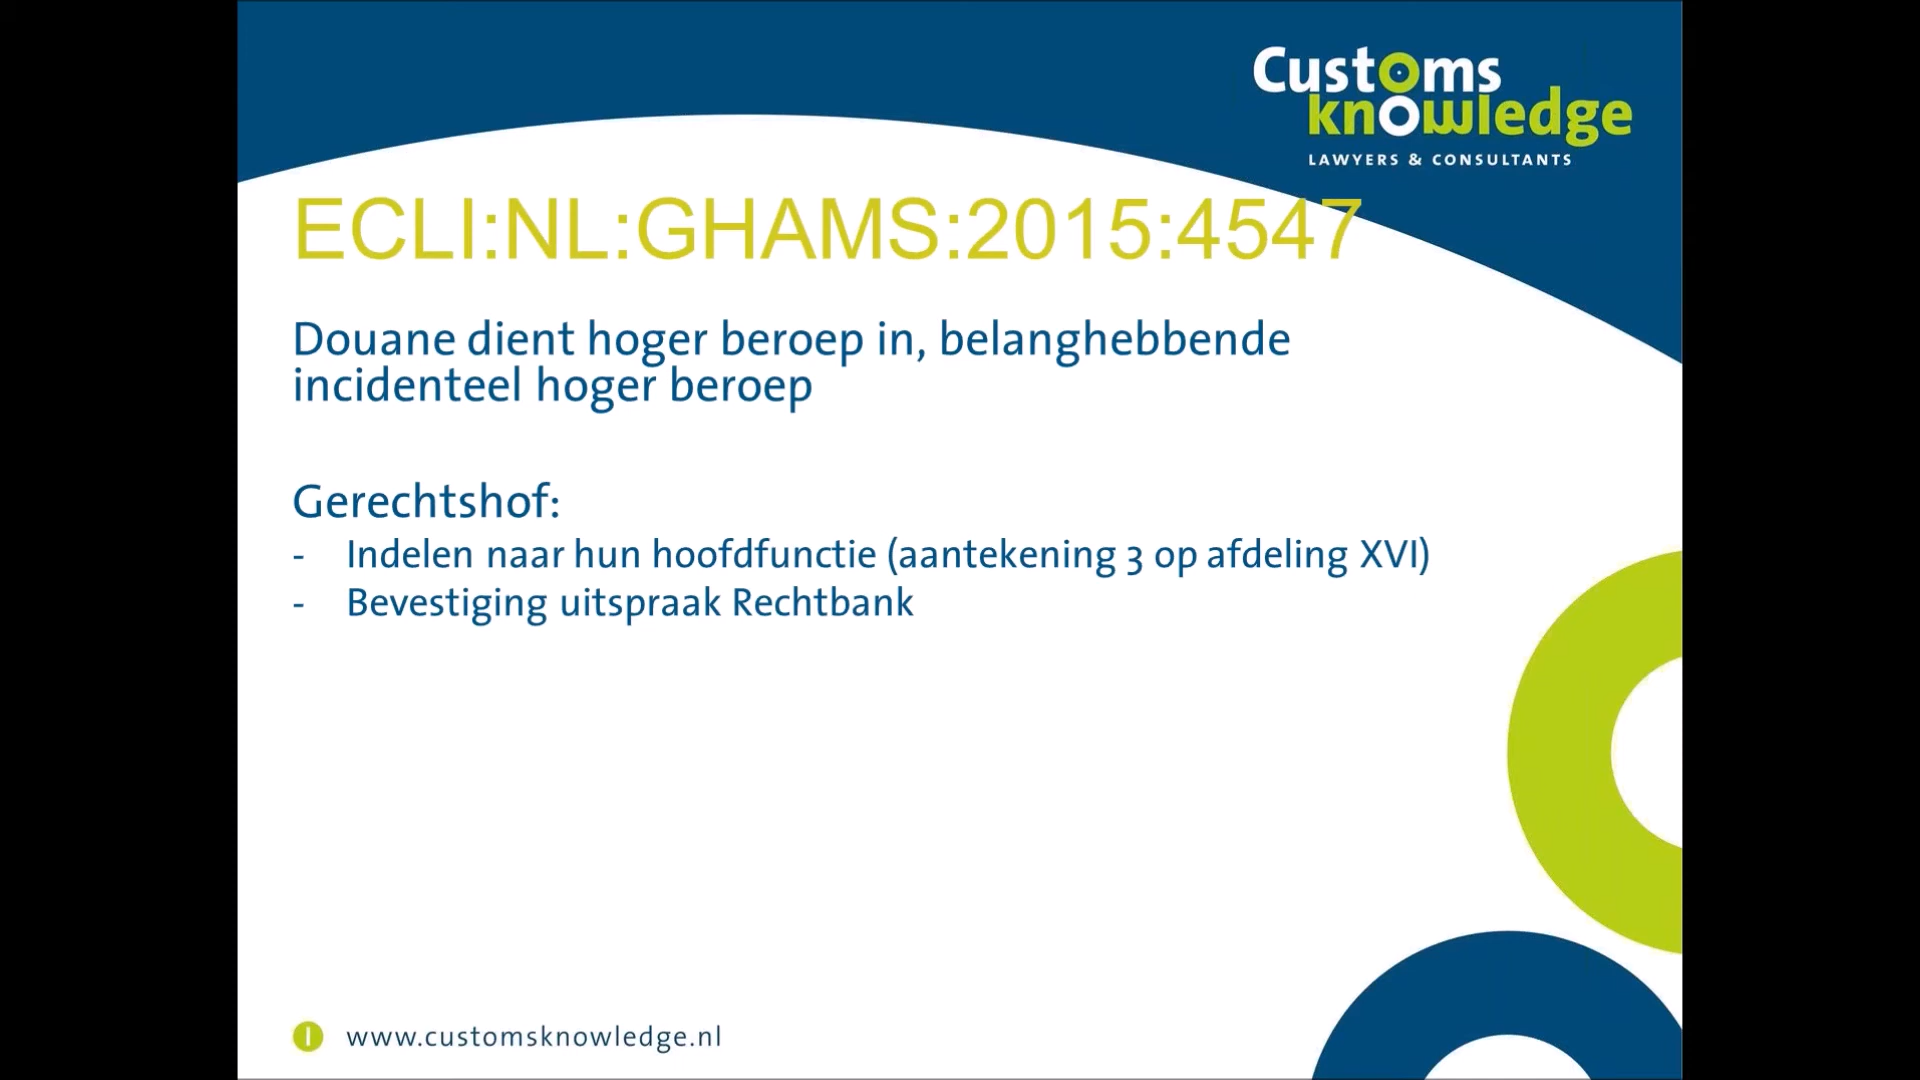 Customs
knowledge
LAWYERS & CONSULTANTS
ECLI:NL:GHAMS:2015:4547
Douane dient hoger beroep in, belanghebbende
incidenteel hoger beroep
Gerechtshof:
- Indelen naar hun hoofdfunctie (aantekening 3 op afdeling XVI)
- Bevestiging uitspraak Rechtbank
www.customsknowledge.nl